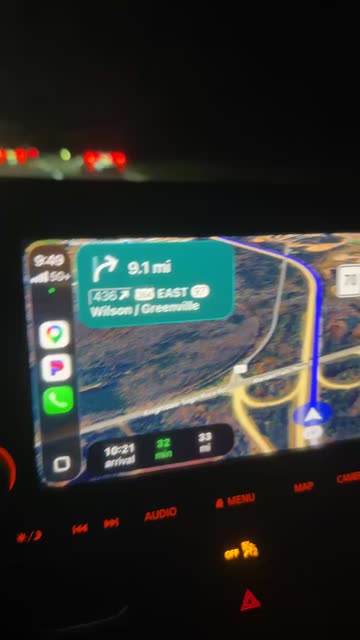 9:49
5G+
9.1 mi
436 EAST
Wilson / Greenville
70
10:21 32 33
arrival min mi
AUDIO
MENU
MAP
OFF